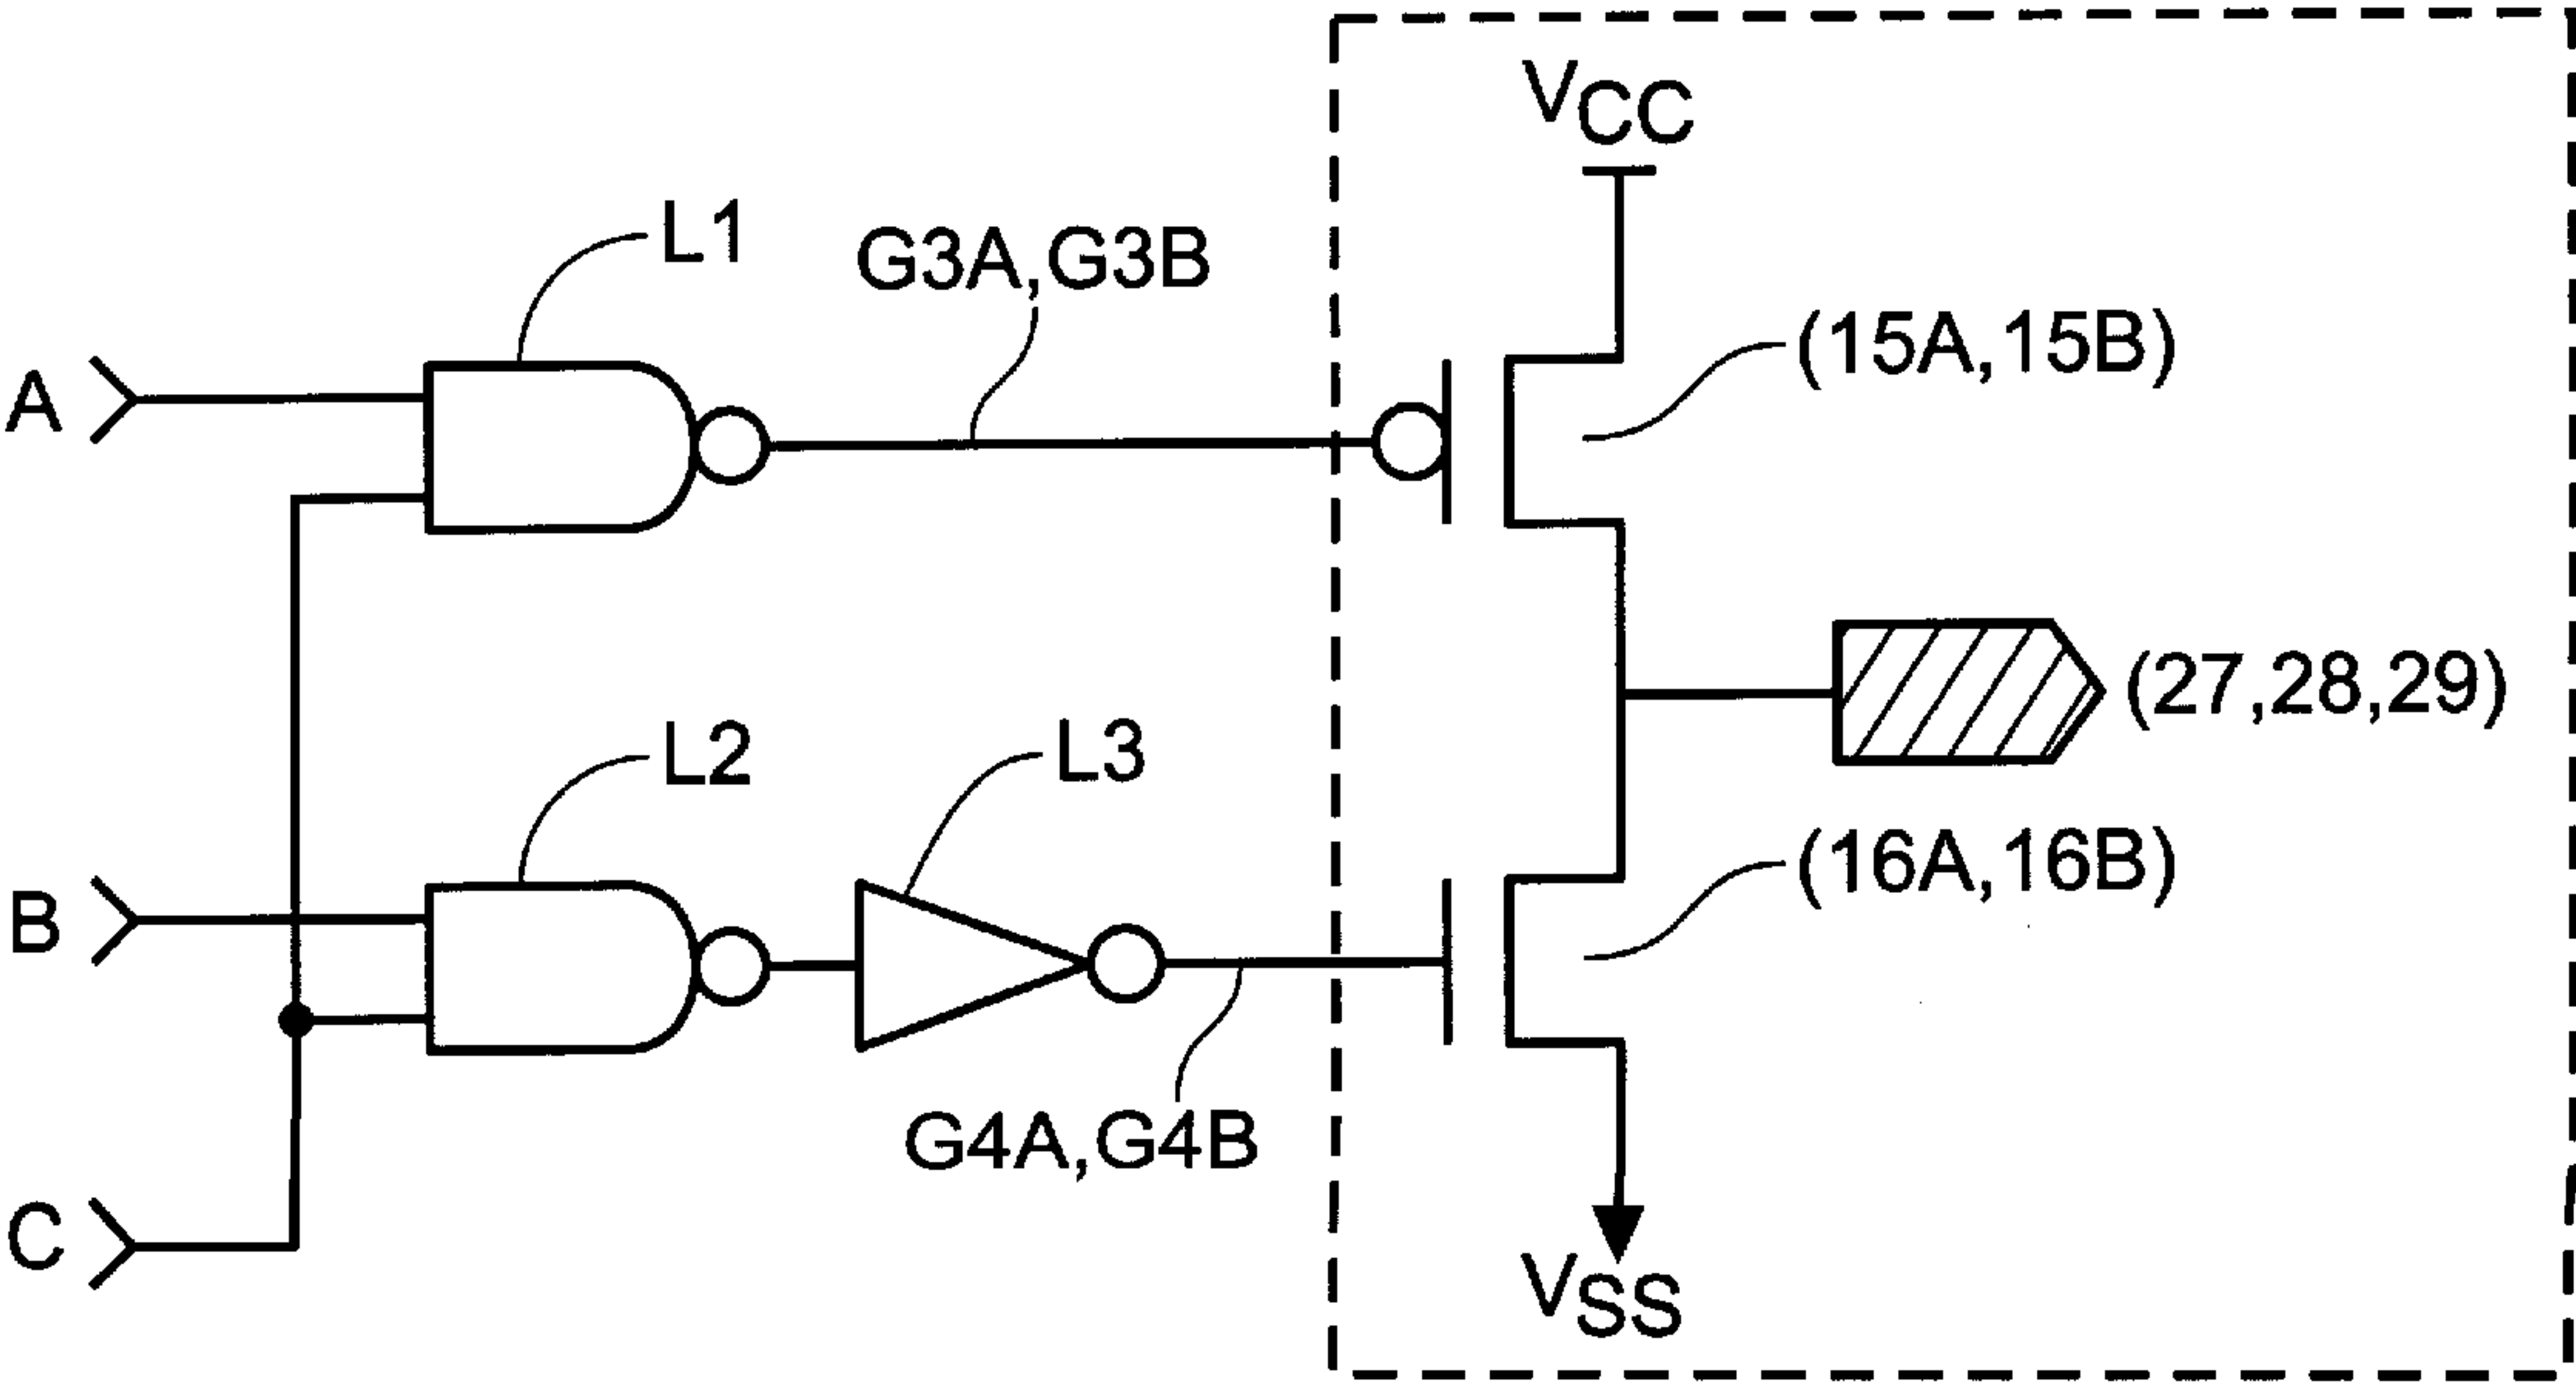 VCC
L1
G3A,G3B
(15A,15B)
A
(27,28,29)
L2
L3
(16A,16B)
B
G4A,G4B
C
VSS